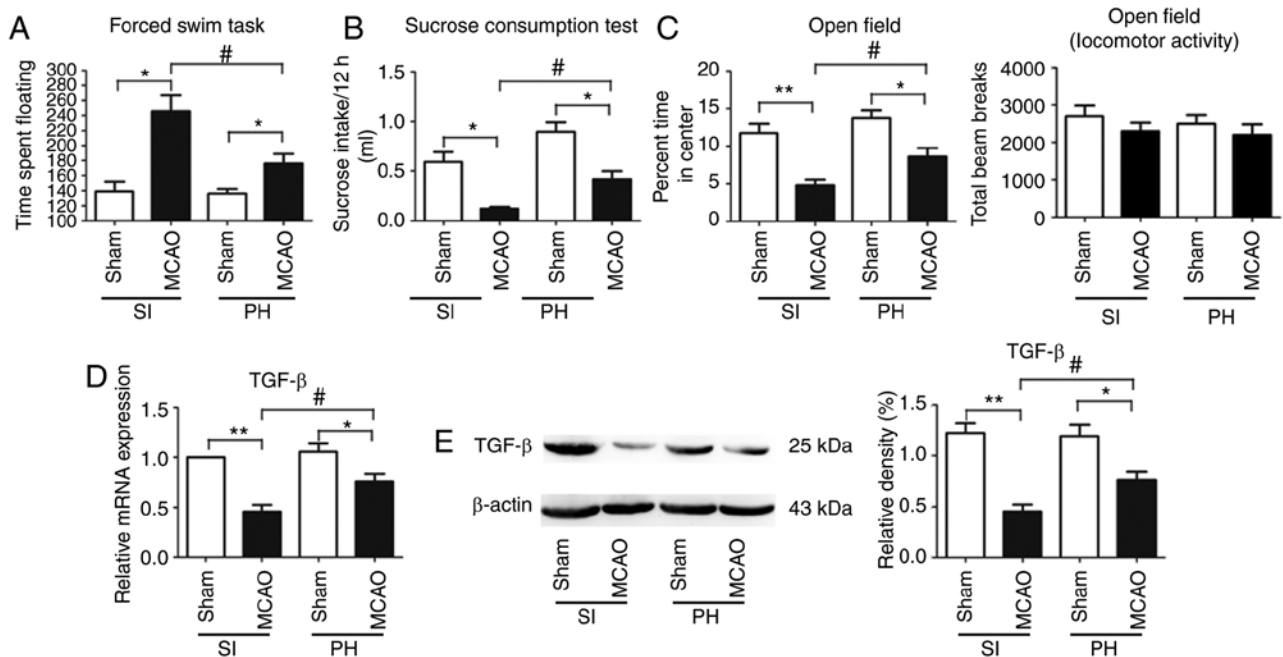 A
Forced swim task
Time spent floating
300
280
260
240
220
200
180
160
140
120
100
*
#
*
Sham
MCAO
Sham
MCAO
SI
PH
B
Sucrose consumption test
Sucrose intake/12 h
(ml)
1.5
1.0
0.5
0.0
*
#
*
Sham
MCAO
Sham
MCAO
SI
PH
C
Open field
Percent time
in center
20
15
10
5
0
**
#
*
Sham
MCAO
Sham
MCAO
SI
PH
Open field
(locomotor activity)
Total beam breaks
4000
3000
2000
1000
0
Sham
MCAO
Sham
MCAO
SI
PH
D
TGF-β
Relative mRNA expression
1.5
1.0
0.5
0.0
**
#
*
Sham
MCAO
Sham
MCAO
SI
PH
E
TGF-β
25 kDa
β-actin
43 kDa
Sham
MCAO
Sham
MCAO
SI
PH
TGF-β
Relative density (%)
1.5
1.0
0.5
0.0
**
#
*
Sham
MCAO
Sham
MCAO
SI
PH